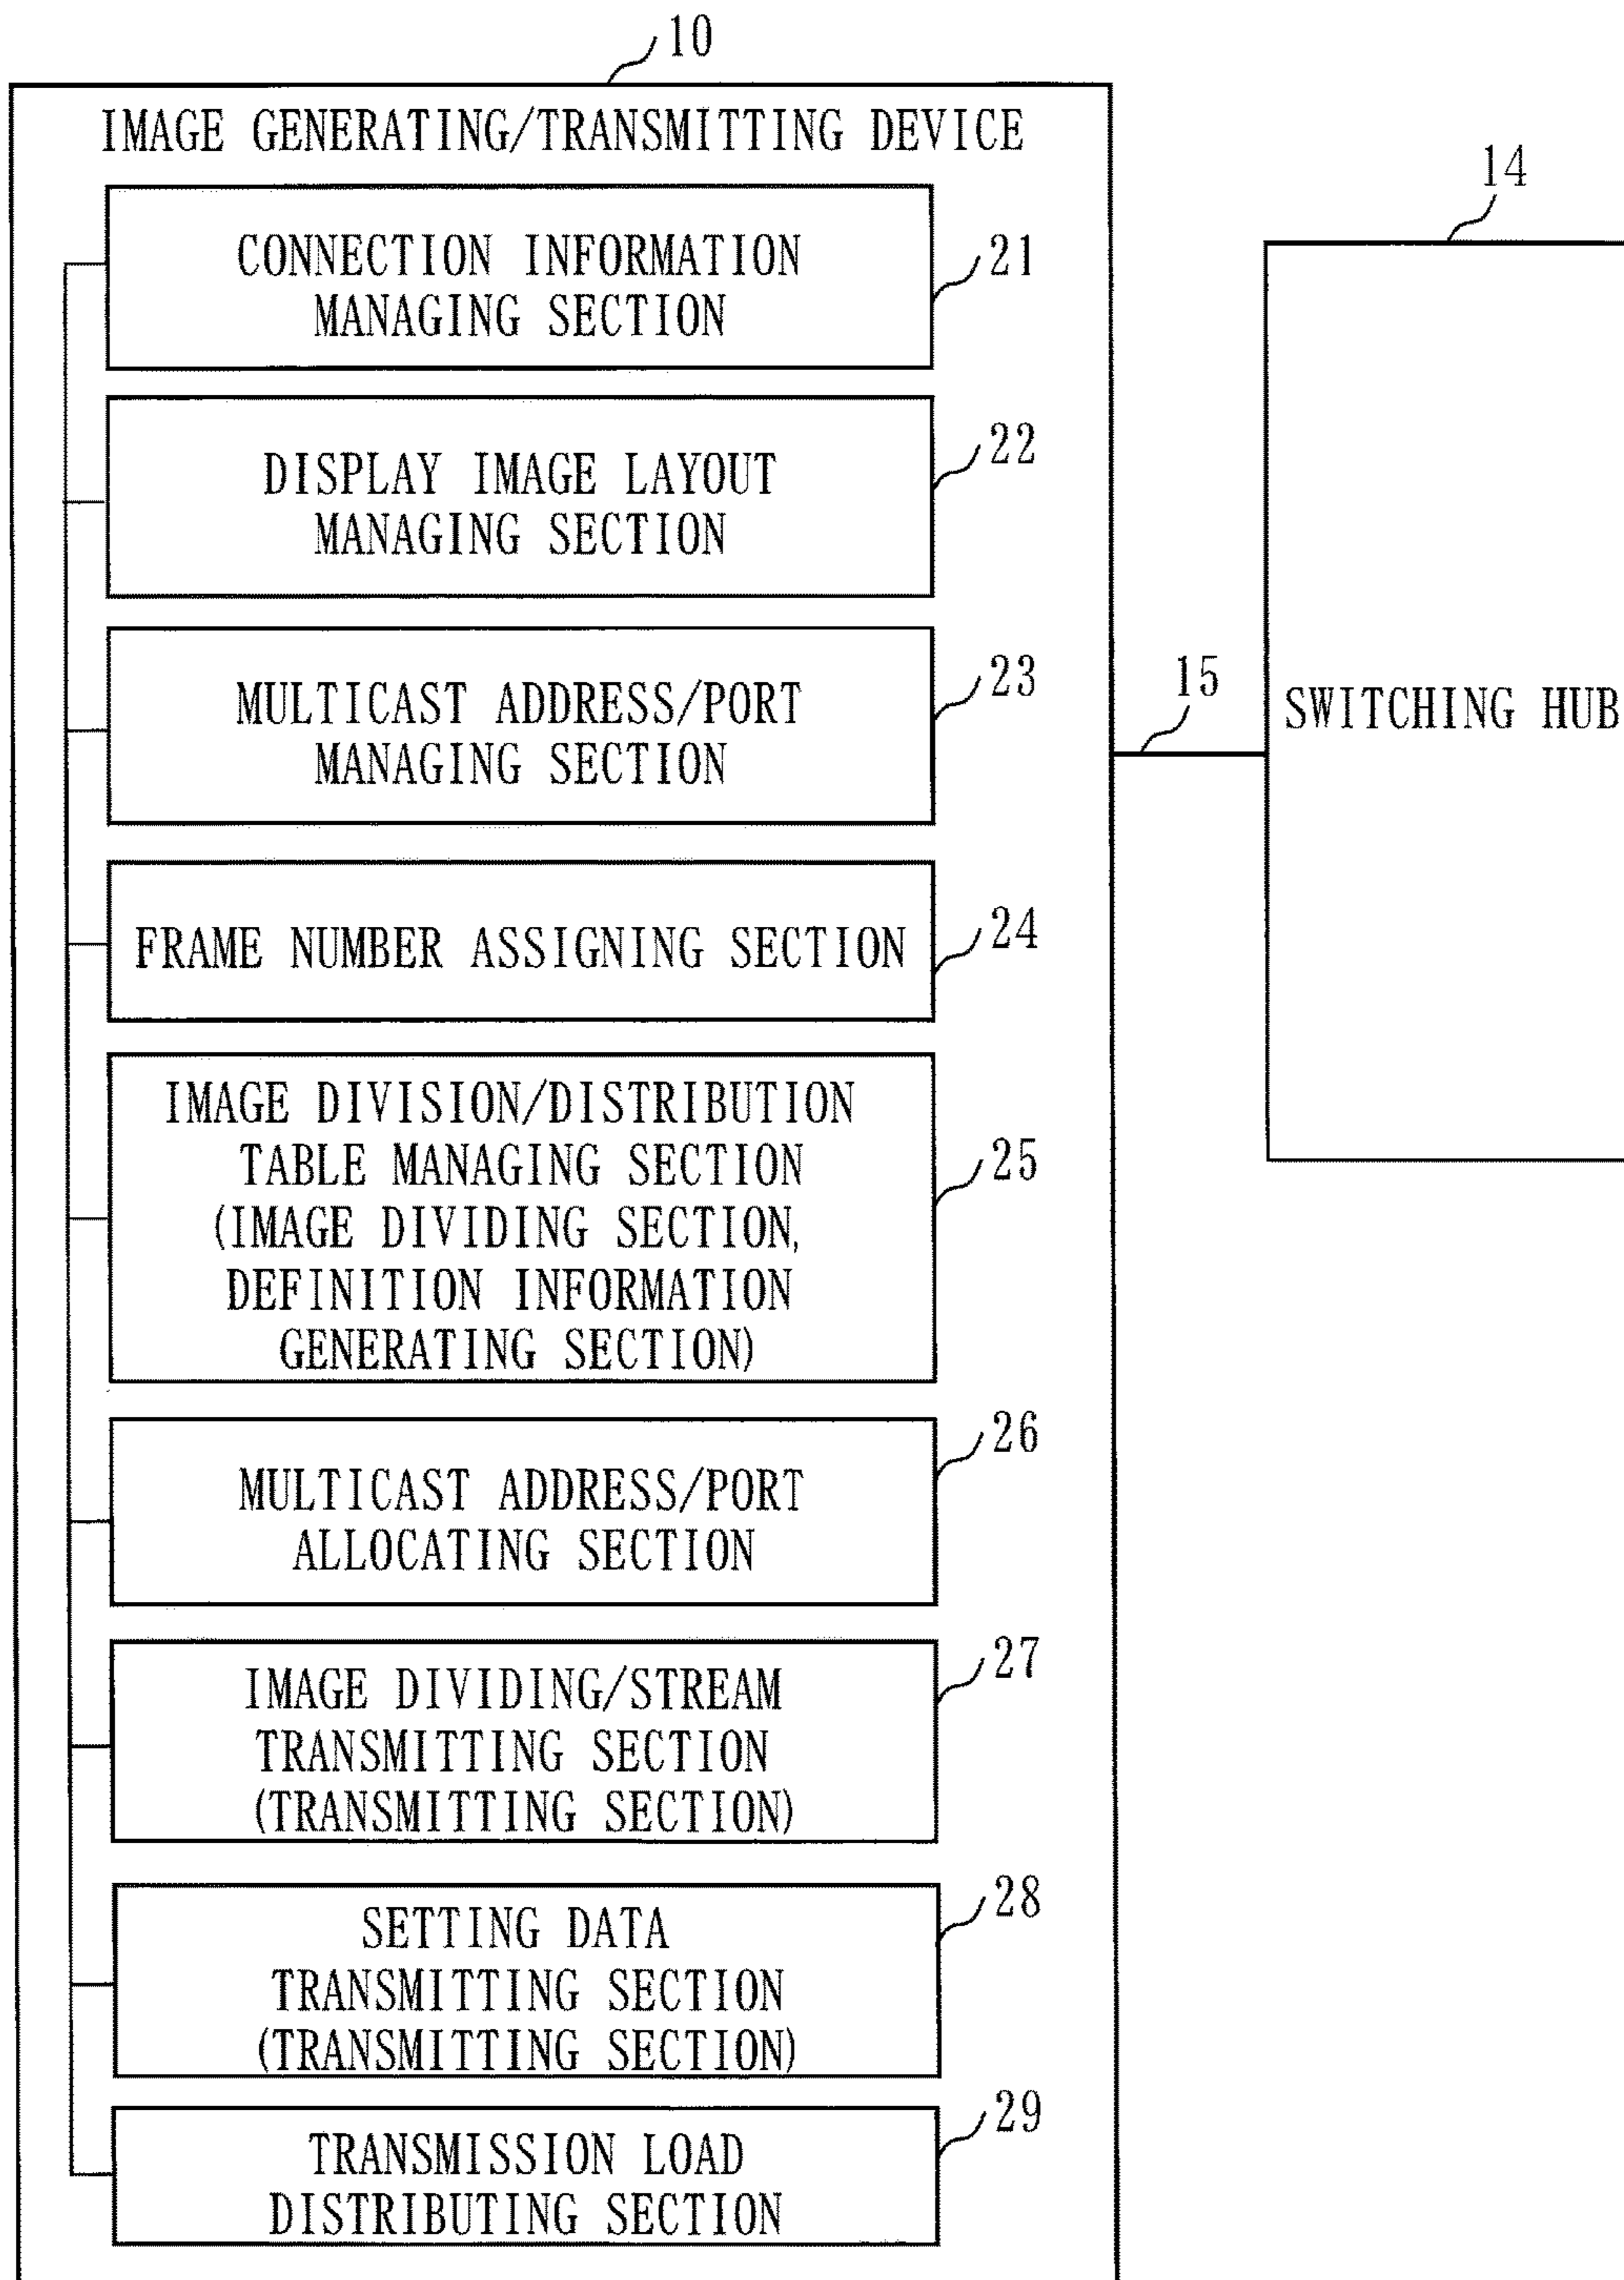 10
IMAGE GENERATING/TRANSMITTING DEVICE
14
CONNECTION INFORMATION
MANAGING SECTION
21
DISPLAY IMAGE LAYOUT
MANAGING SECTION
22
MULTICAST ADDRESS/PORT
MANAGING SECTION
23
15
SWITCHING HUB
FRAME NUMBER ASSIGNING SECTION
24
IMAGE DIVISION/DISTRIBUTION
TABLE MANAGING SECTION
(IMAGE DIVIDING SECTION,
DEFINITION INFORMATION
GENERATING SECTION)
25
MULTICAST ADDRESS/PORT
ALLOCATING SECTION
26
IMAGE DIVIDING/STREAM
TRANSMITTING SECTION
(TRANSMITTING SECTION)
27
SETTING DATA
TRANSMITTING SECTION
(TRANSMITTING SECTION)
28
TRANSMISSION LOAD
DISTRIBUTING SECTION
29